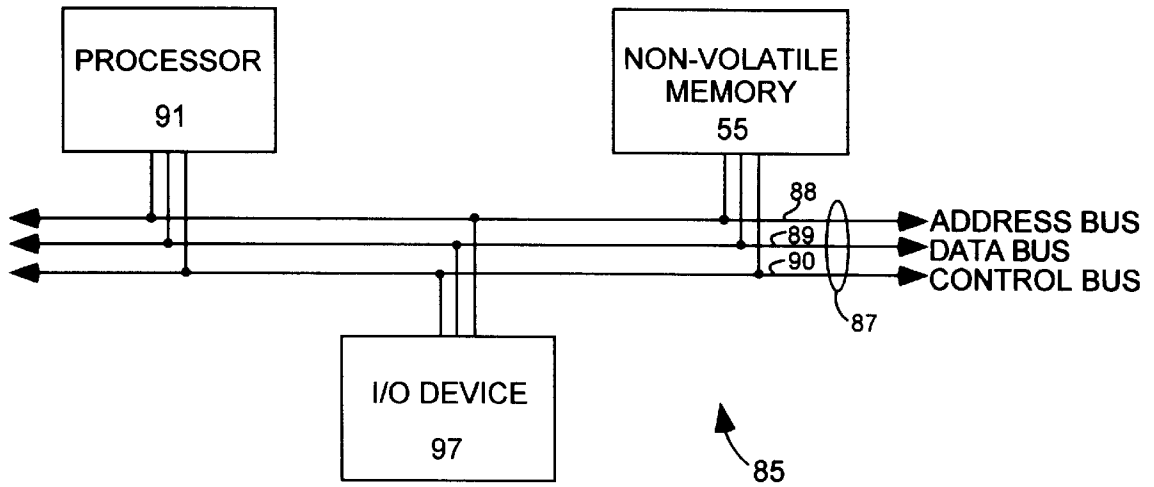 PROCESSOR
91
NON-VOLATILE
MEMORY
55
88
ADDRESS BUS
89
DATA BUS
90
CONTROL BUS
87
I/O DEVICE
97
85